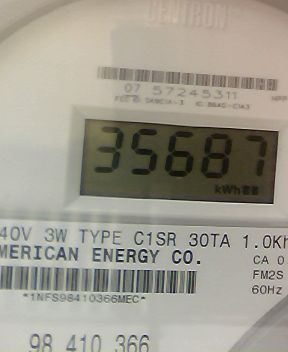 CENTRON
07 57245311
35687
kWh
40V 3W TYPE C1SR 30TA 1.0Kh
MERICAN ENERGY CO.
CA 0
FM2S
60Hz
*1NFS98410366MEC*
98 410 366